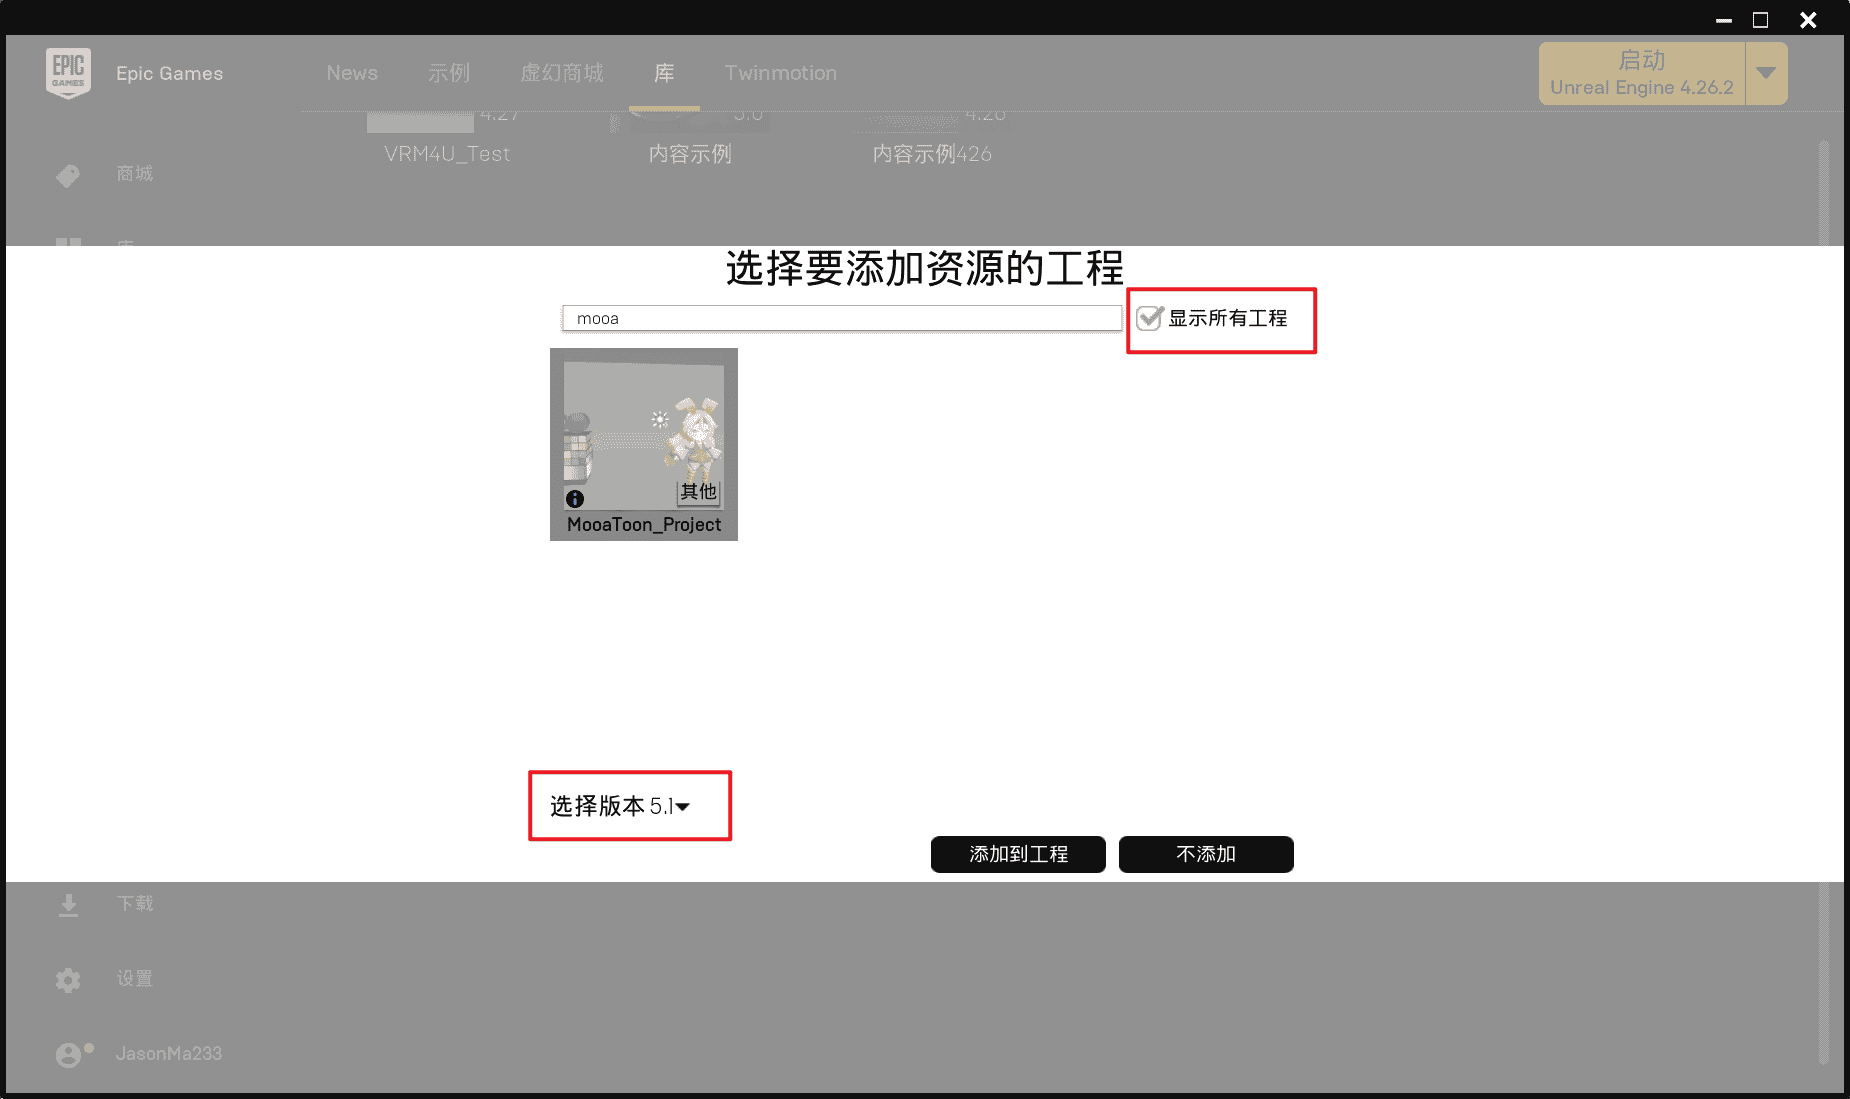 EPIC
GAMES
Epic Games
News
示例
虚幻商城
库
Twinmotion
启动
Unreal Engine 4.26.2
4.27
5.0
4.26
VRM4U_Test
内容示例
内容示例426
商城
库
选择要添加资源的工程
mooa
显示所有工程
其他
MooaToon_Project
选择版本 5.1
添加到工程
不添加
下载
设置
JasonMa233